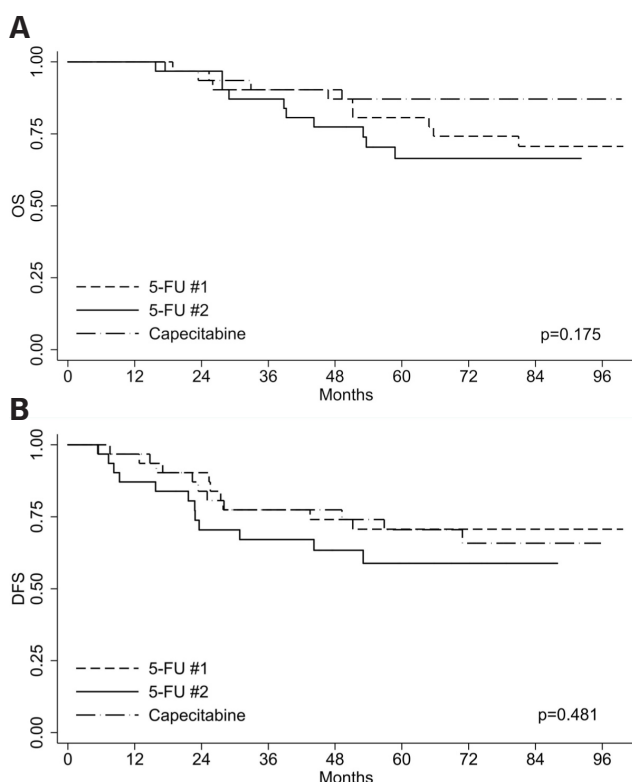 A
1.00
0.75
0.50
0.25
0.00
OS
5-FU #1
5-FU #2
Capecitabine
p=0.175
0 12 24 36 48 60 72 84 96
Months
B
1.00
0.75
0.50
0.25
0.00
DFS
5-FU #1
5-FU #2
Capecitabine
p=0.481
0 12 24 36 48 60 72 84 96
Months